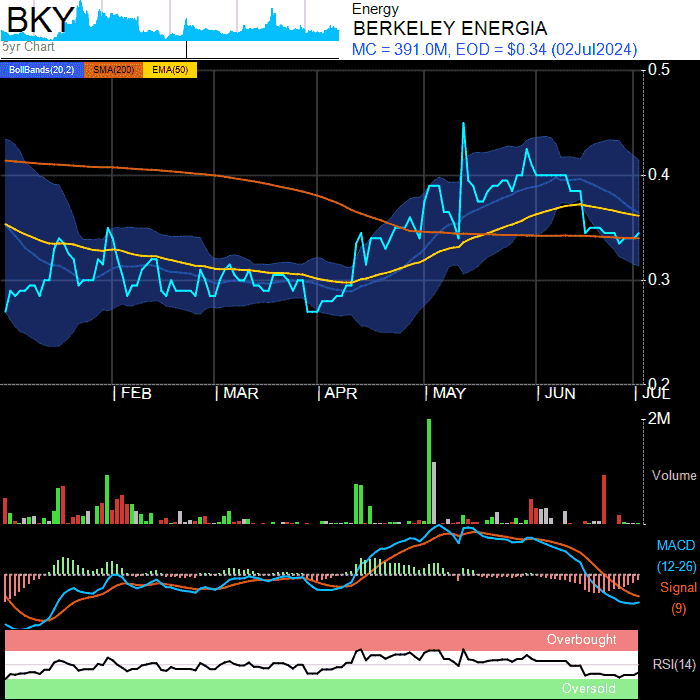 BKY
5yr Chart
Energy
BERKELEY ENERGIA
MC = 391.0M, EOD = $0.34 (02Jul2024)
BollBands(20,2) SMA(200) EMA(50)
0.5
0.4
0.3
0.2
FEB MAR APR MAY JUN JUL
2M
Volume
MACD
(12-26)
Signal
(9)
Overbought
RSI(14)
Oversold